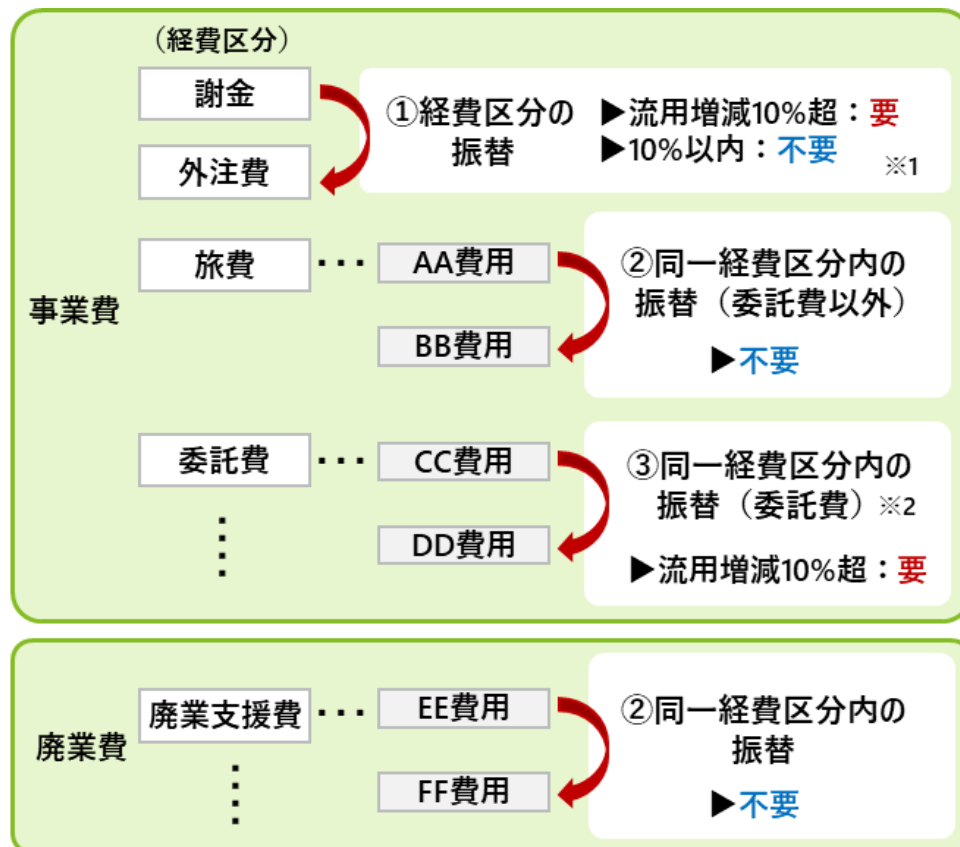 （経費区分）
謝金
外注費
①経費区分の
振替
▶流用増減10%超：要
▶10%以内：不要
※1
事業費
旅費
・・・
AA費用
BB費用
②同一経費区分内の
振替（委託費以外）
▶不要
委託費
・・・
CC費用
DD費用
③同一経費区分内の
振替（委託費）※2
▶流用増減10%超：要
廃業費
廃業支援費
・・・
EE費用
FF費用
②同一経費区分内の
振替
▶不要